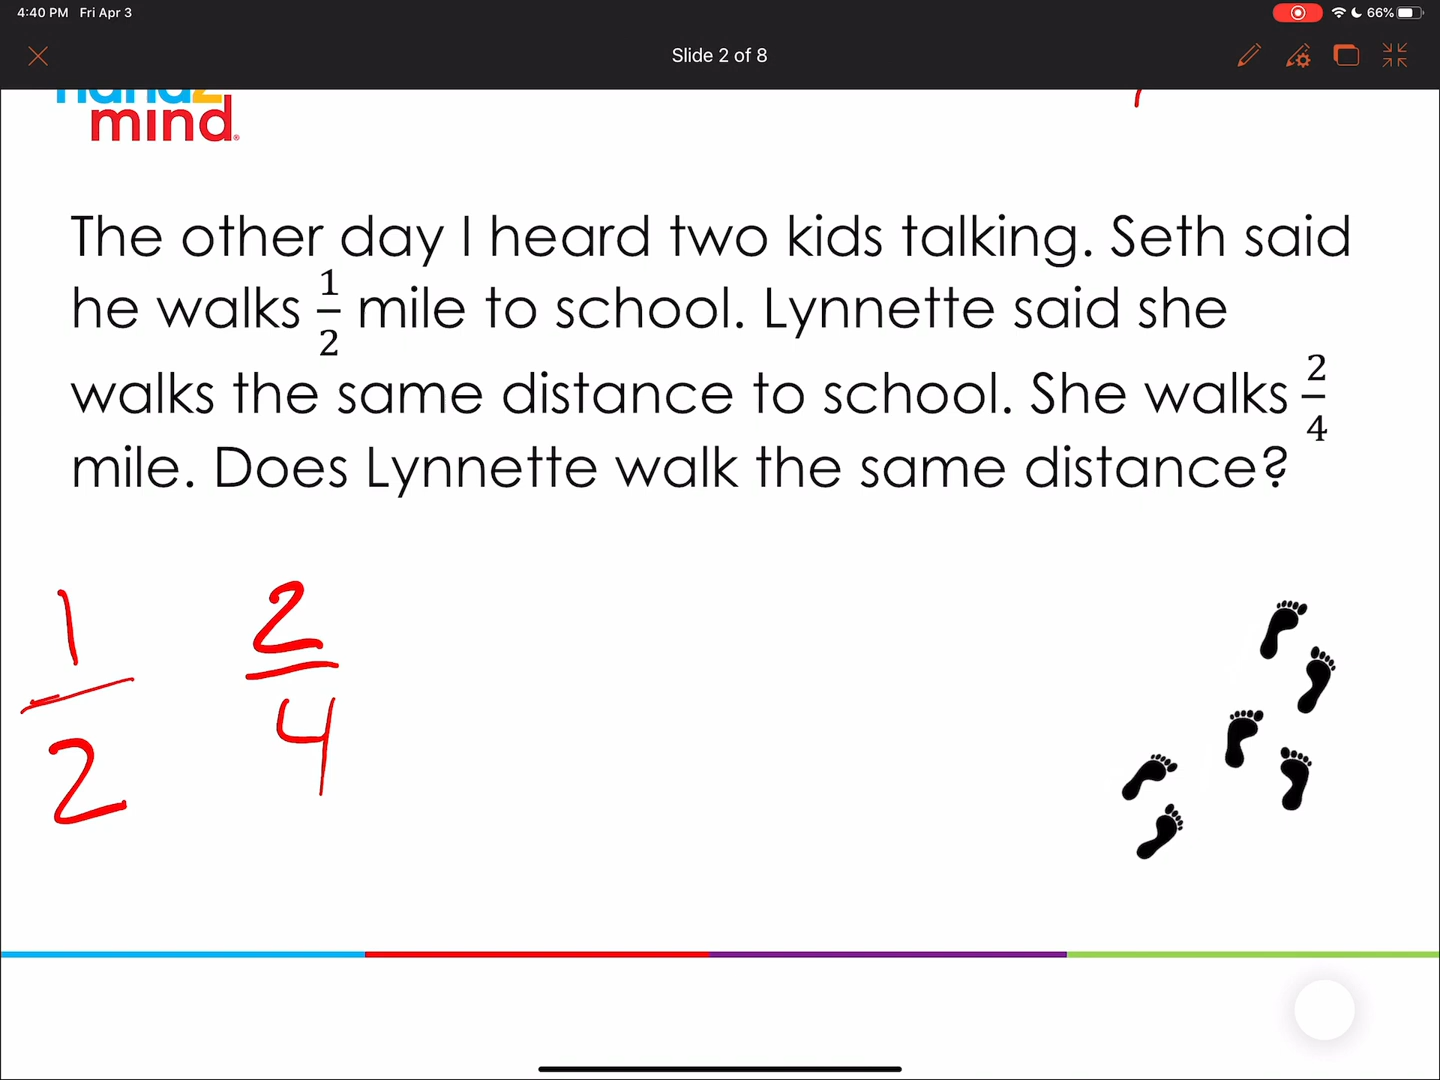 4:40 PM Fri Apr 3
66%
Slide 2 of 8
hand2
mind®
The other day I heard two kids talking. Seth said
he walks 1/2 mile to school. Lynnette said she
walks the same distance to school. She walks 2/4
mile. Does Lynnette walk the same distance?
1/2 2/4